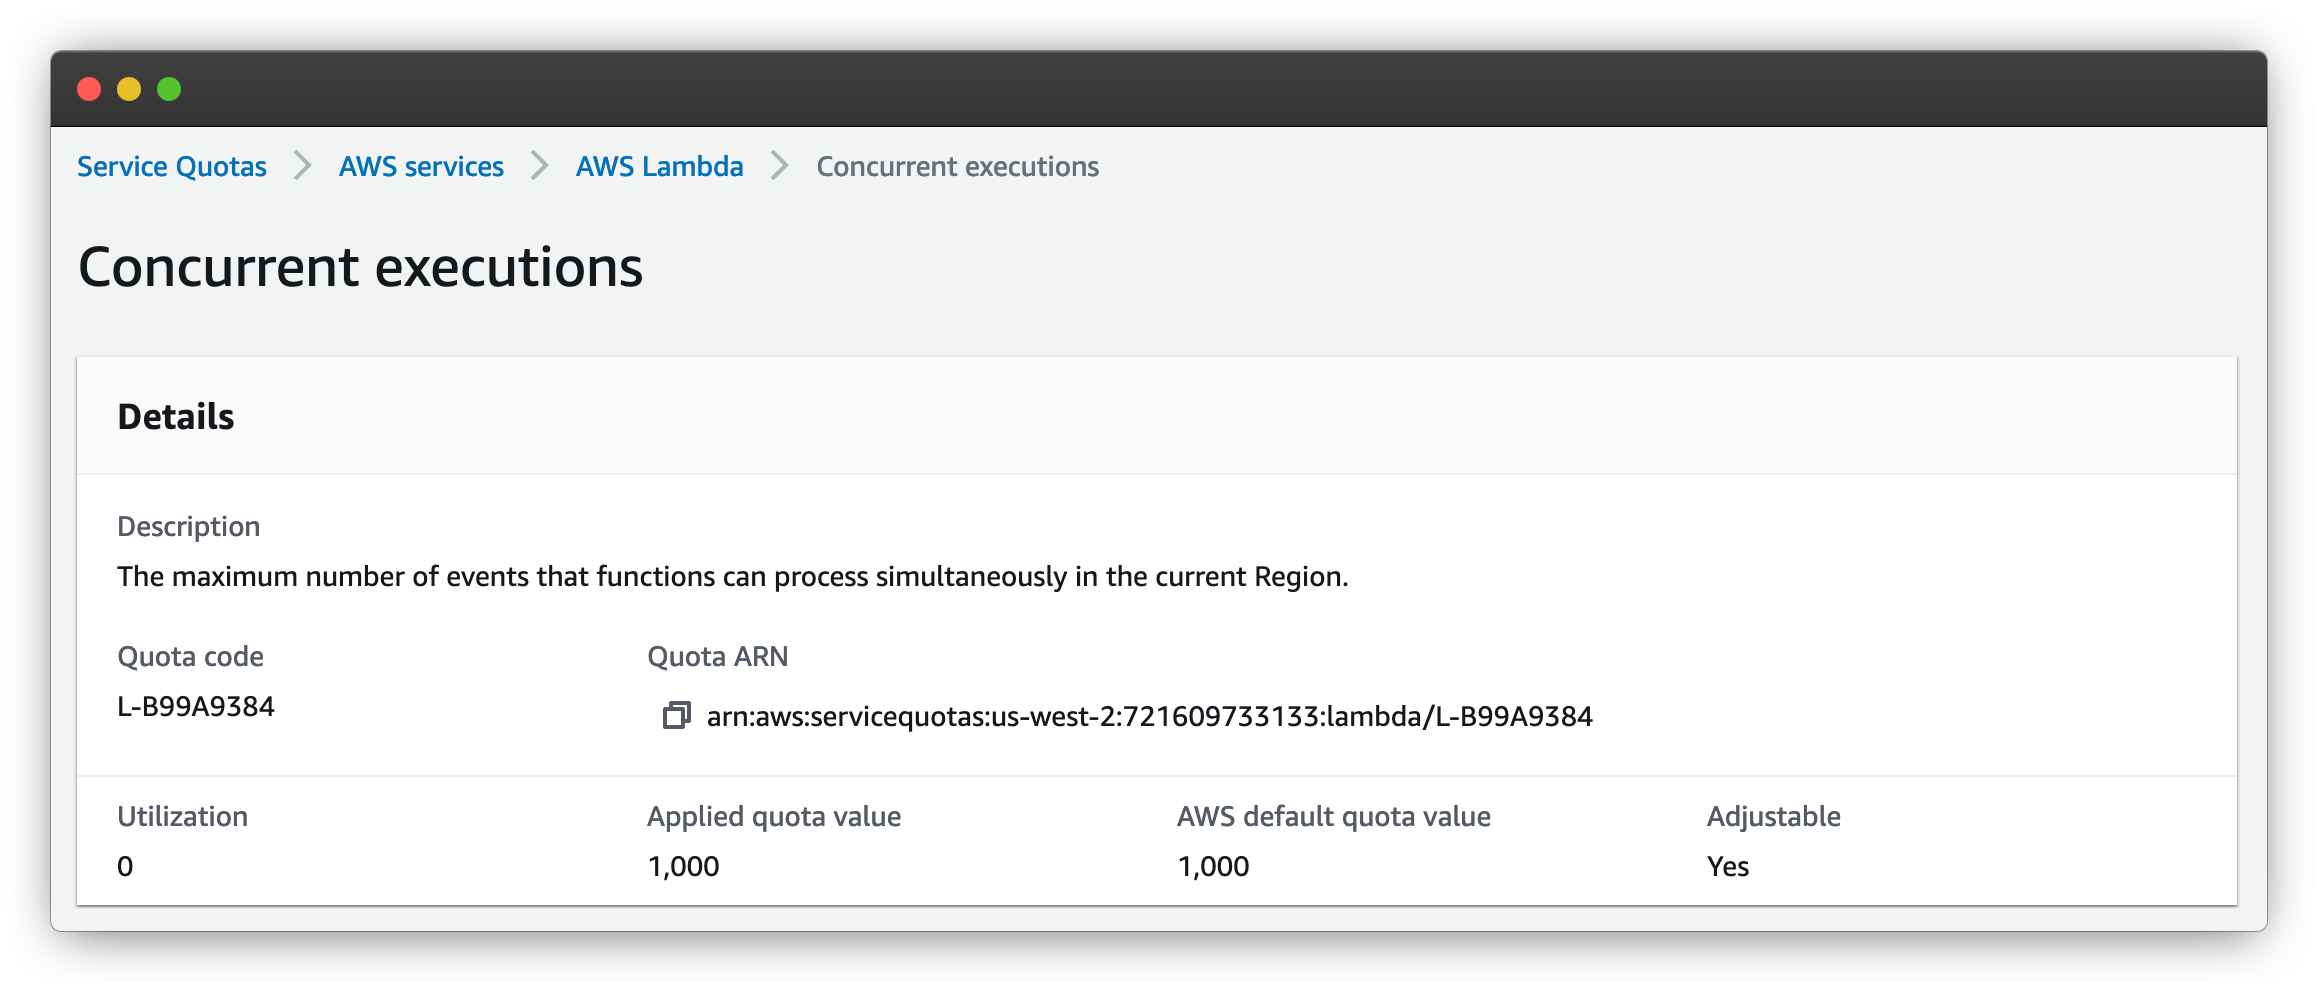 Service Quotas > AWS services > AWS Lambda > Concurrent executions
Concurrent executions
Details
Description
The maximum number of events that functions can process simultaneously in the current Region.
Quota code Quota ARN
L-B99A9384 arn:aws:servicequotas:us-west-2:721609733133:lambda/L-B99A9384
Utilization Applied quota value AWS default quota value Adjustable
0 1,000 1,000 Yes